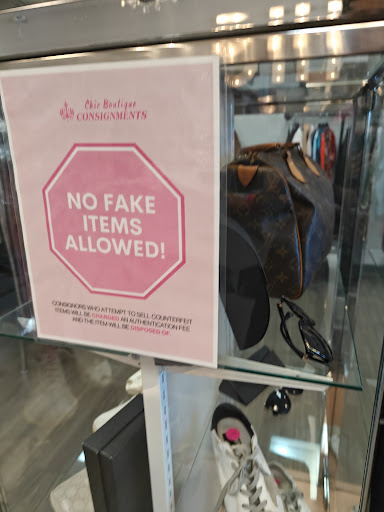 Chic Boutique
CONSIGNMENTS
NO FAKE
ITEMS
ALLOWED!
CONSIGNORS WHO ATTEMPT TO SELL COUNTERFEIT
ITEMS WILL BE CHARGED AN AUTHENTICATION FEE
AND THE ITEM WILL BE DISPOSED OF.